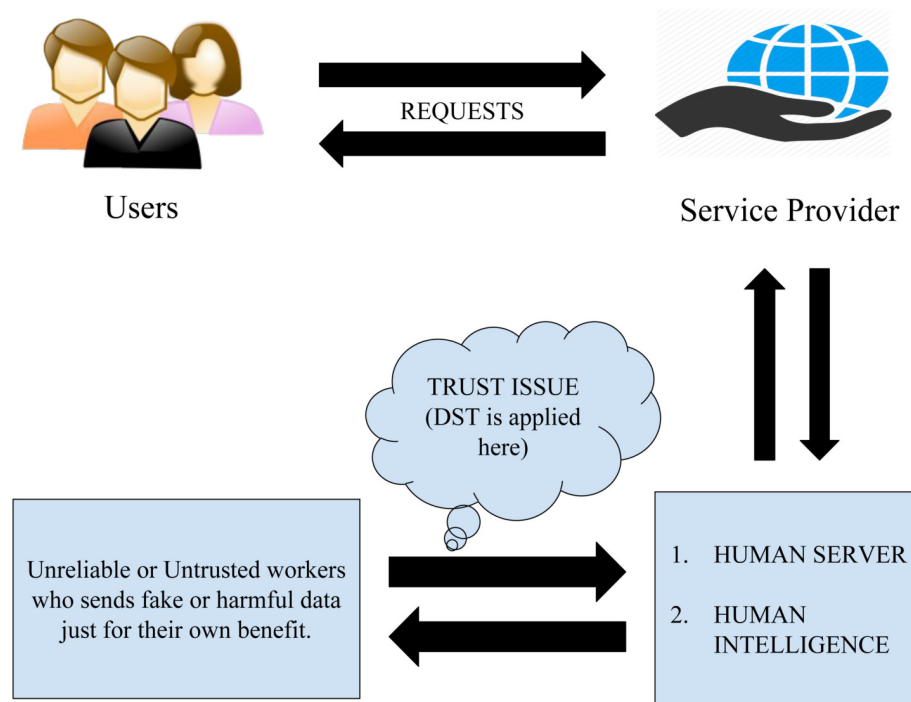 REQUESTS
Users
Service Provider
TRUST ISSUE
(DST is applied
here)
Unreliable or Untrusted workers
who sends fake or harmful data
just for their own benefit.
1. HUMAN SERVER
2. HUMAN
INTELLIGENCE